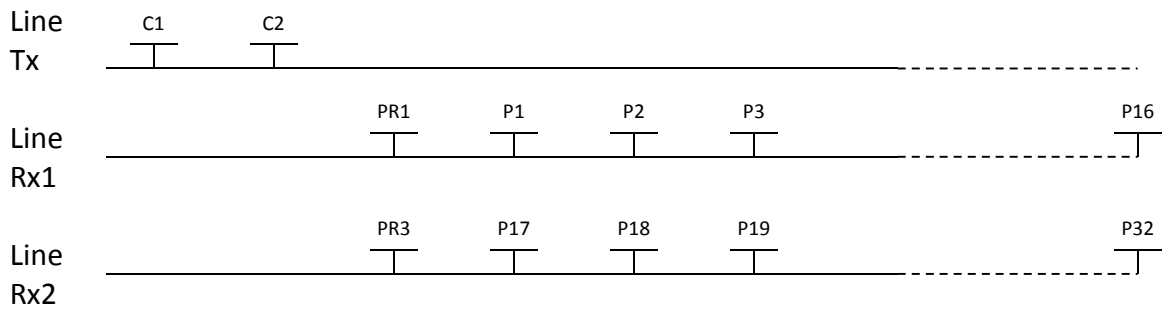 Line
Tx
C1 C2
Line
Rx1
PR1 P1 P2 P3 P16
Line
Rx2
PR3 P17 P18 P19 P32